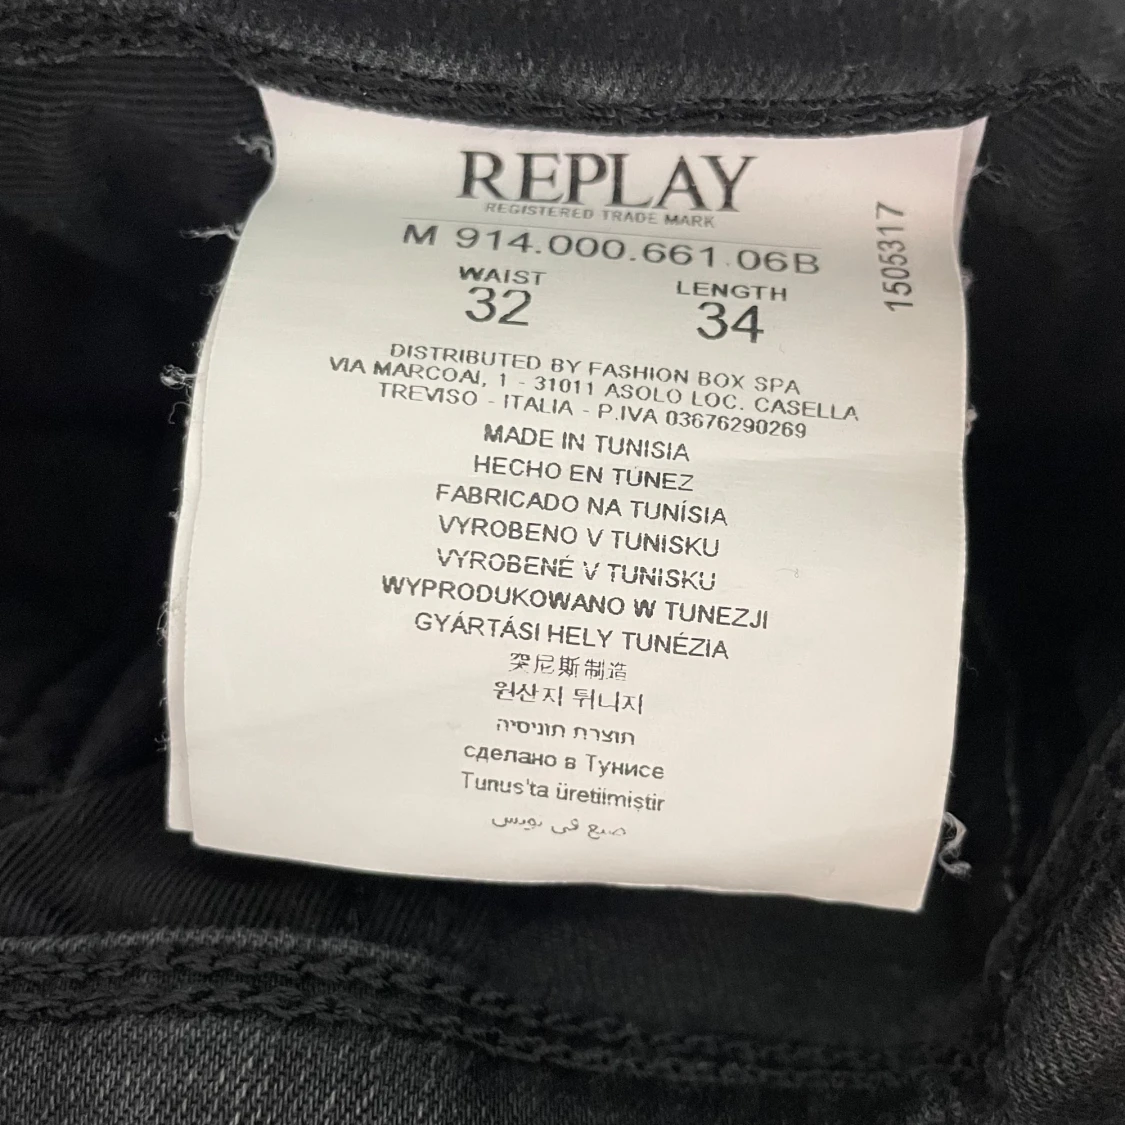 REPLAY
REGISTERED TRADE MARK
M 914.000.661.06B
1505317
WAIST LENGTH
32 34
DISTRIBUTED BY FASHION BOX SPA
VIA MARCOAI, 1 - 31011 ASOLO LOC. CASELLA
TREVISO - ITALIA - P.IVA 03676290269
MADE IN TUNISIA
HECHO EN TÚNEZ
FABRICADO NA TUNÍSIA
VYROBENO V TUNISKU
VYROBENÉ V TUNISKU
WYPRODUKOWANO W TUNEZJI
GYÁRTÁSI HELY TUNÉZIA
突尼斯制造
원산지 튀니지
תוצרת תוניסיה
сделано в Тунисе
Tunus'ta üretilmiştir
صنع في تونس